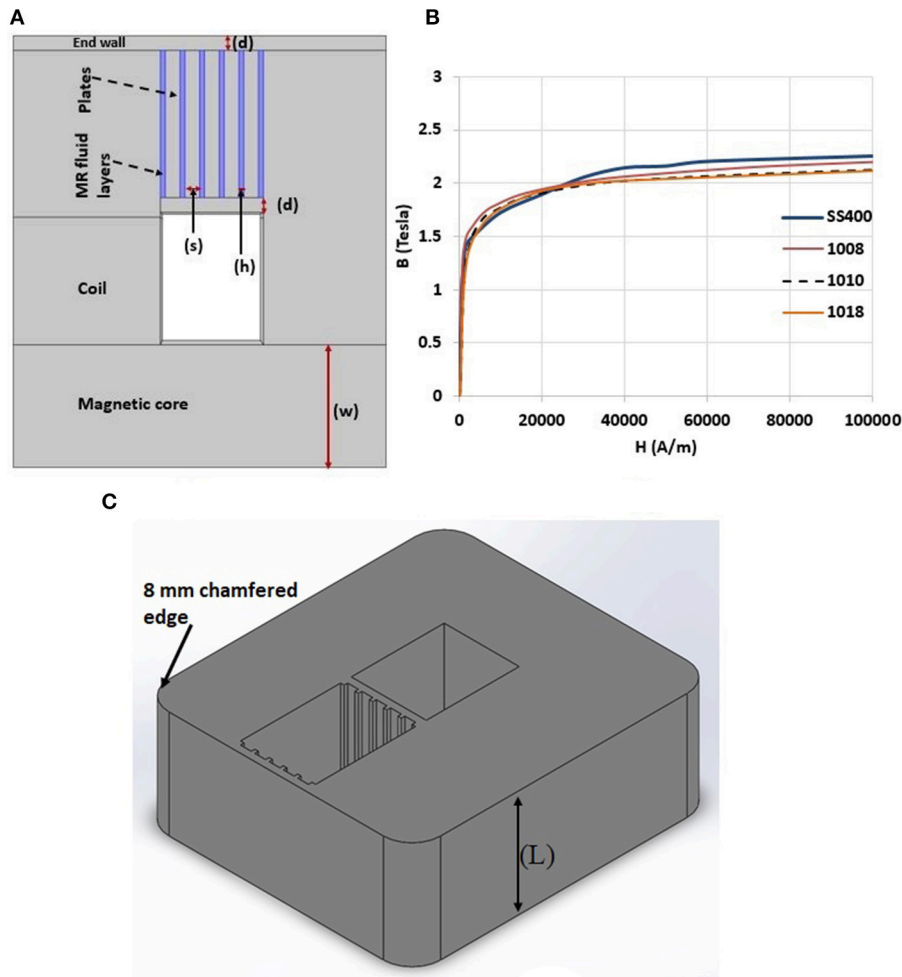 A
End wall
(d)
Plates
MR fluid
layers
(d)
(s)
(h)
Coil
Magnetic core
(w)
B
3
2.5
2
1.5
1
0.5
0
B (Tesla)
SS400
1008
1010
1018
0
20000
40000
60000
80000
100000
H (A/m)
C
8 mm chamfered
edge
(L)